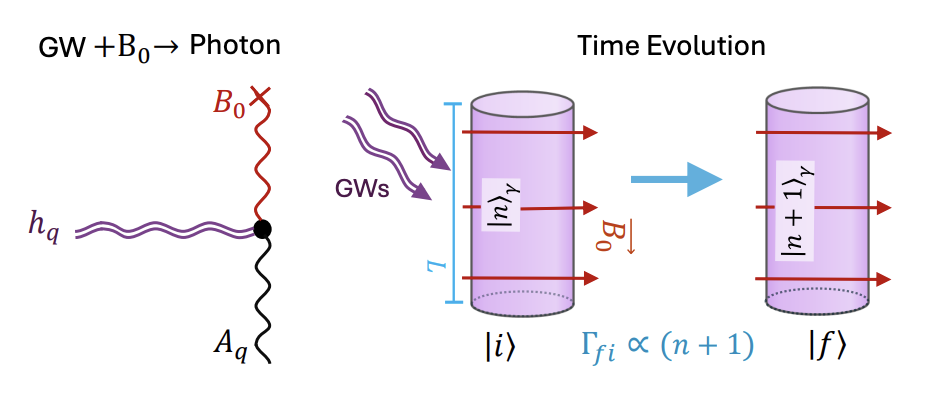 GW + B₀ → Photon
Time Evolution
B₀
h_q
A_q
GWs
L
|n⟩_γ
B₀
|n + 1⟩_γ
|i⟩
Γ_fi ∝ (n + 1)
|f⟩